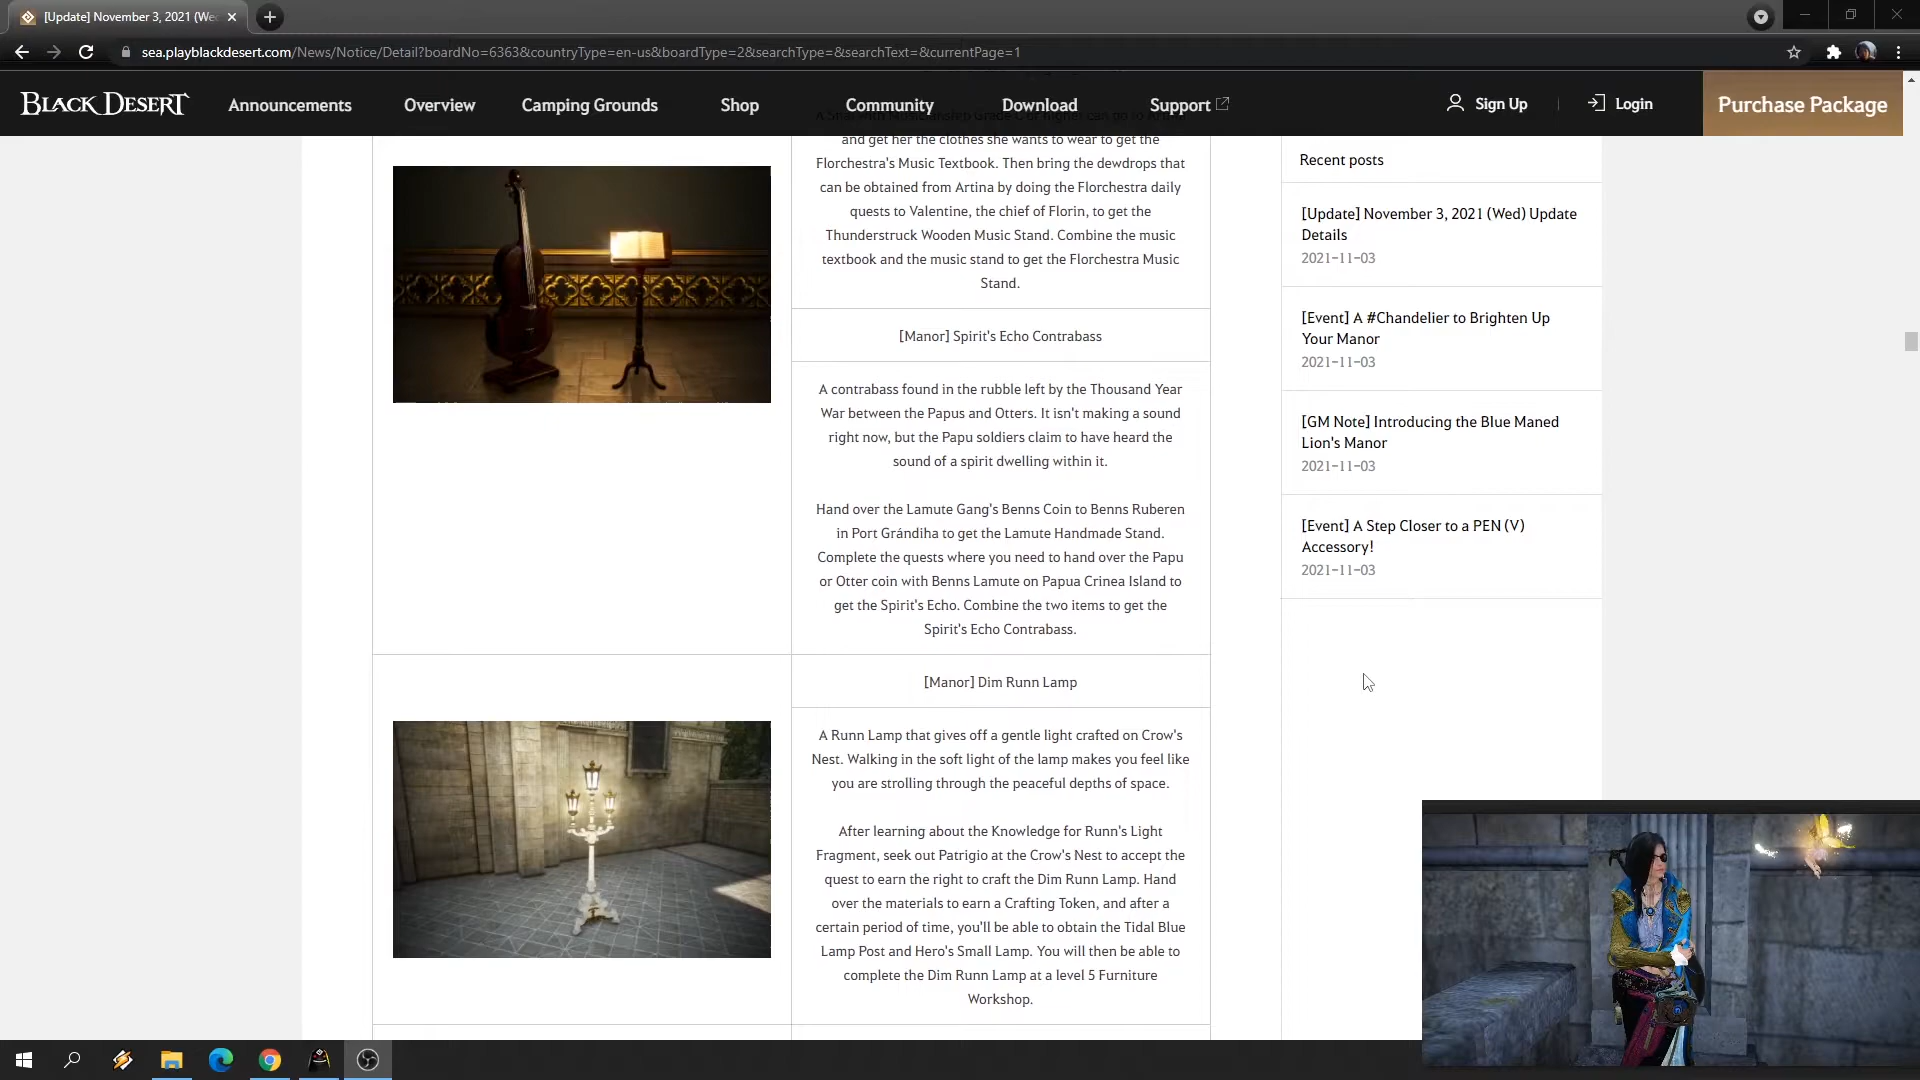 [Update] November 3, 2021 (We
sea.playblackdesert.com/News/Notice/Detail?boardNo=6363&countryType=en-us&boardType=2&searchType=&searchText=&currentPage=1
BLACK DESERT
Announcements
Overview
Camping Grounds
Shop
Community
Download
Support
Sign Up
Login
Purchase Package
and get her the clothes she wants to wear to get the
Florchestra's Music Textbook. Then bring the dewdrops that
can be obtained from Artina by doing the Florchestra daily
quests to Valentine, the chief of Florin, to get the
Thunderstruck Wooden Music Stand. Combine the music
textbook and the music stand to get the Florchestra Music
Stand.
[Manor] Spirit's Echo Contrabass
A contrabass found in the rubble left by the Thousand Year
War between the Papus and Otters. It isn't making a sound
right now, but the Papu soldiers claim to have heard the
sound of a spirit dwelling within it.
Hand over the Lamute Gang's Benns Coin to Benns Ruberen
in Port Grándiha to get the Lamute Handmade Stand.
Complete the quests where you need to hand over the Papu
or Otter coin with Benns Lamute on Papua Crinea Island to
get the Spirit's Echo. Combine the two items to get the
Spirit's Echo Contrabass.
[Manor] Dim Runn Lamp
A Runn Lamp that gives off a gentle light crafted on Crow's
Nest. Walking in the soft light of the lamp makes you feel like
you are strolling through the peaceful depths of space.
After learning about the Knowledge for Runn's Light
Fragment, seek out Patrigio at the Crow's Nest to accept the
quest to earn the right to craft the Dim Runn Lamp. Hand
over the materials to earn a Crafting Token, and after a
certain period of time, you'll be able to obtain the Tidal Blue
Lamp Post and Hero's Small Lamp. You will then be able to
complete the Dim Runn Lamp at a level 5 Furniture
Workshop.
Recent posts
[Update] November 3, 2021 (Wed) Update
Details
2021-11-03
[Event] A #Chandelier to Brighten Up
Your Manor
2021-11-03
[GM Note] Introducing the Blue Maned
Lion's Manor
2021-11-03
[Event] A Step Closer to a PEN (V)
Accessory!
2021-11-03